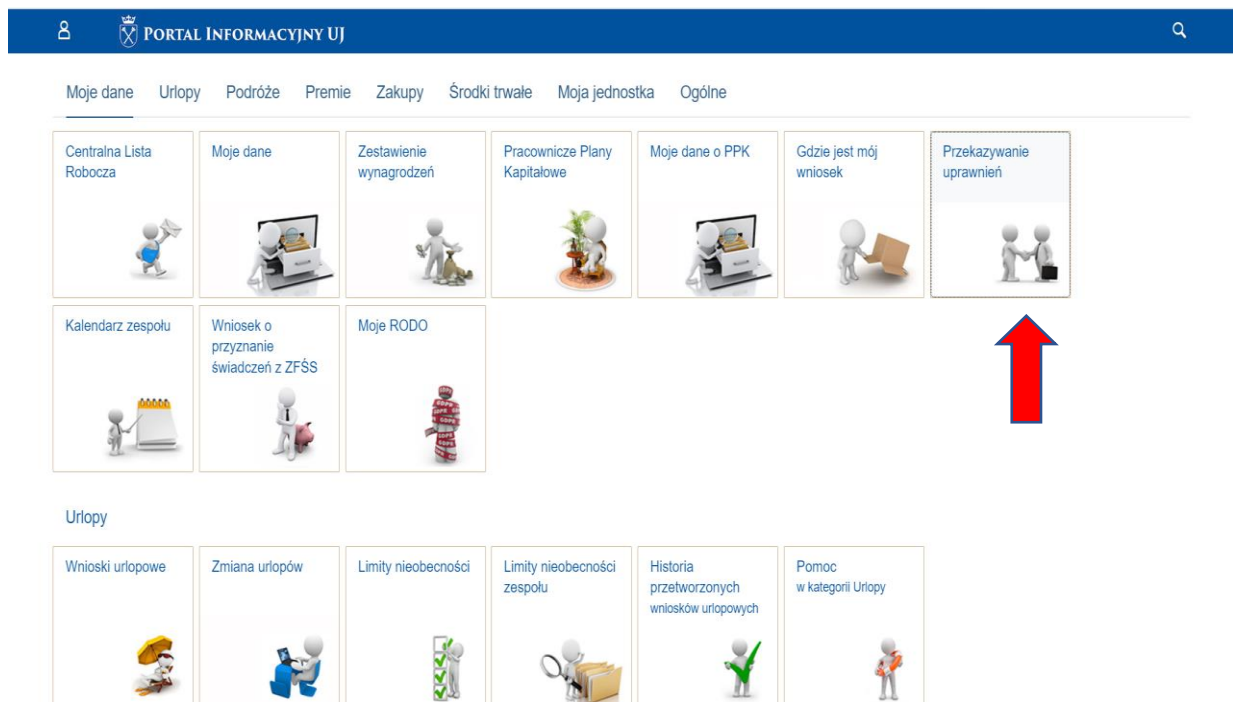 PORTAL INFORMACYJNY UJ
Moje dane Urlopy Podróże Premie Zakupy Środki trwałe Moja jednostka Ogólne
Centralna Lista
Robocza
Moje dane
Zestawienie
wynagrodzeń
Pracownicze Plany
Kapitałowe
Moje dane o PPK
Gdzie jest mój
wniosek
Przekazywanie
uprawnień
Kalendarz zespołu
Wniosek o
przyznanie
świadczeń z ZFŚS
Moje RODO
Urlopy
Wnioski urlopowe
Zmiana urlopów
Limity nieobecności
Limity nieobecności
zespołu
Historia
przetworzonych
wniosków urlopowych
Pomoc
w kategorii Urlopy